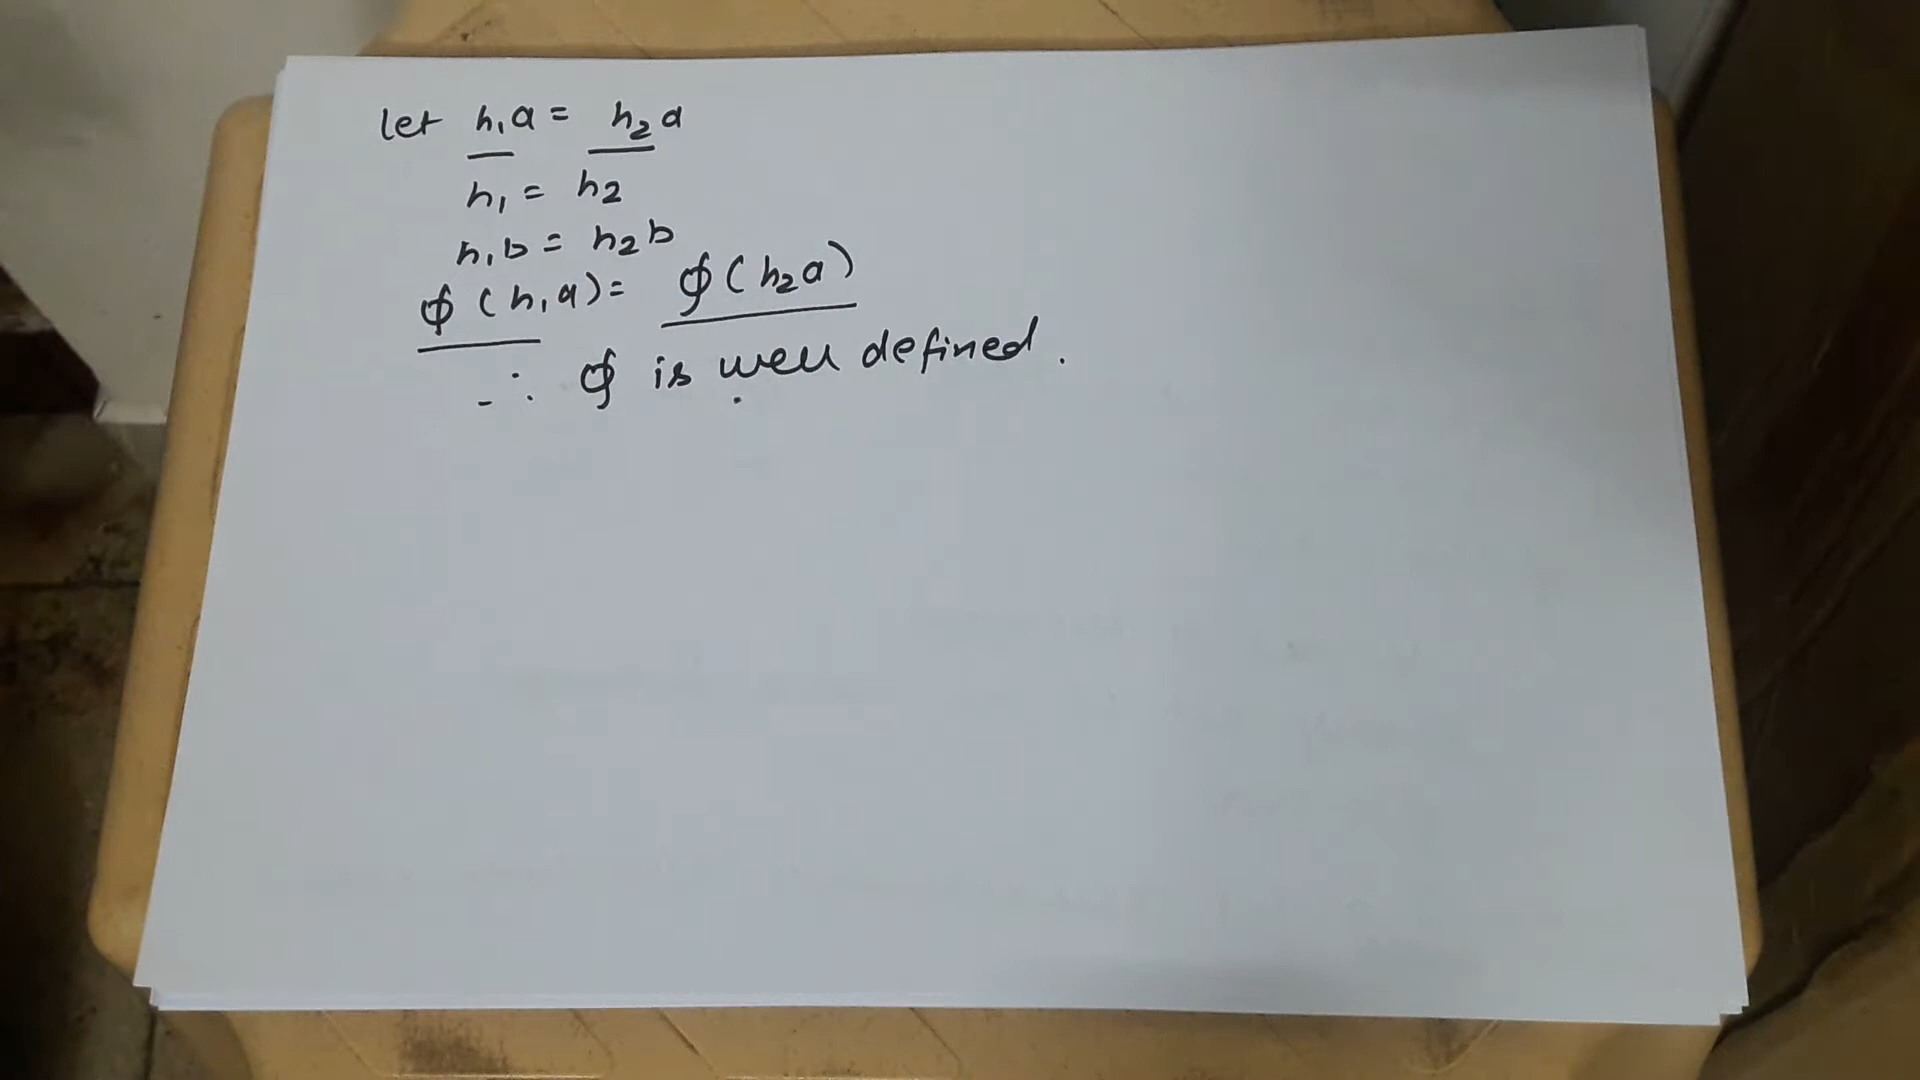 let h₁a = h₂a
h₁ = h₂
h₁b = h₂b
ϕ(h₁a) = ϕ(h₂a)
∴ ϕ is well defined.